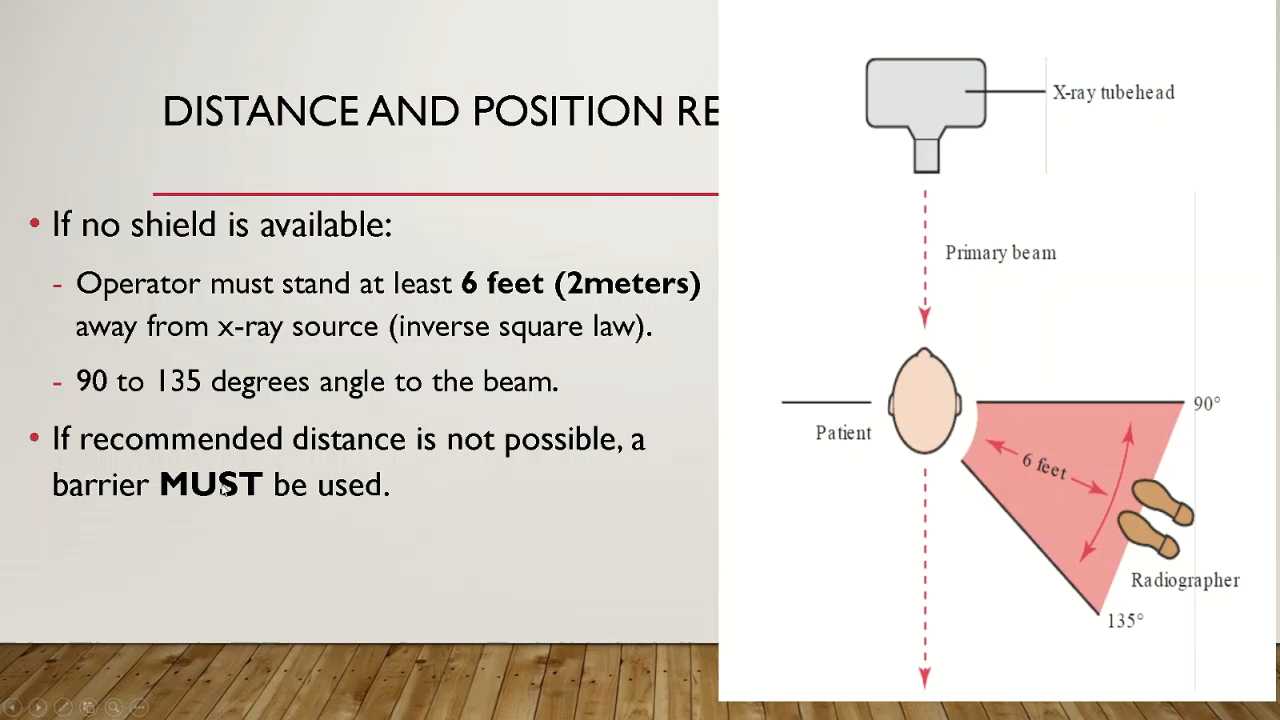 DISTANCE AND POSITION RE
• If no shield is available:
- Operator must stand at least 6 feet (2meters)
away from x-ray source (inverse square law).
- 90 to 135 degrees angle to the beam.
• If recommended distance is not possible, a
barrier MUST be used.
X-ray tubehead
Primary beam
Patient
90°
6 feet
Radiographer
135°